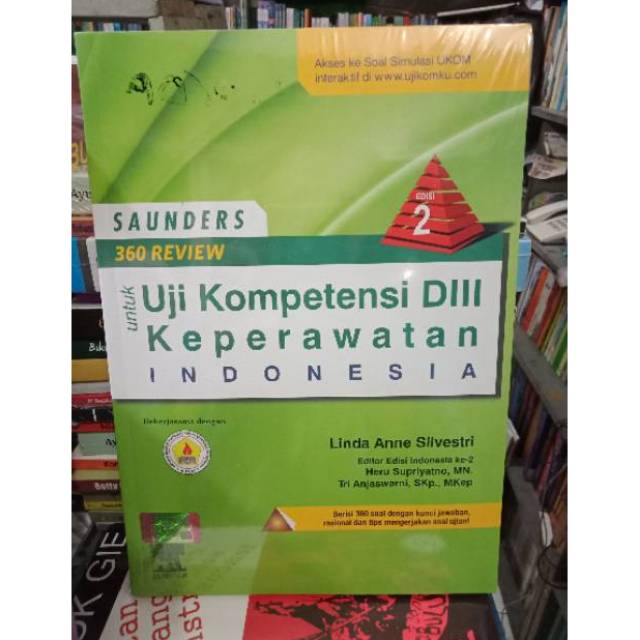 Akses ke Soal Simulasi UKOM
interaktif di www.ujikomku.com
EDISI
2
SAUNDERS
360 REVIEW
untuk
Uji Kompetensi DIII
Keperawatan
INDONESIA
Bekerjasama dengan
Linda Anne Silvestri
Editor Edisi Indonesia ke-2
Heru Supriyatno, MN.
Tri Anjaswarni, SKp., MKep
Berisi 360 soal dengan kunci jawaban,
rasional dan tips mengerjakan soal ujian!
OK GIE